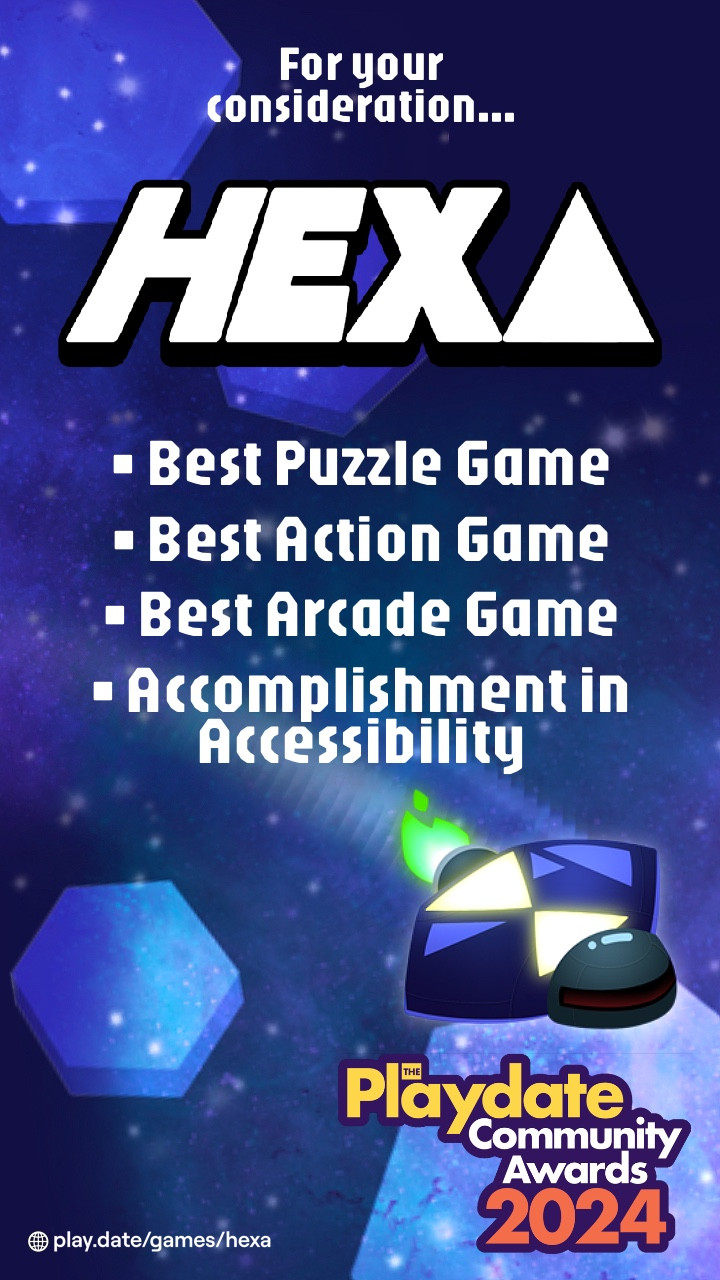 For your
consideration...
HEXA
▪ Best Puzzle Game
▪ Best Action Game
▪ Best Arcade Game
▪ Accomplishment in
Accessibility
THE
Playdate
Community
Awards
2024
play.date/games/hexa